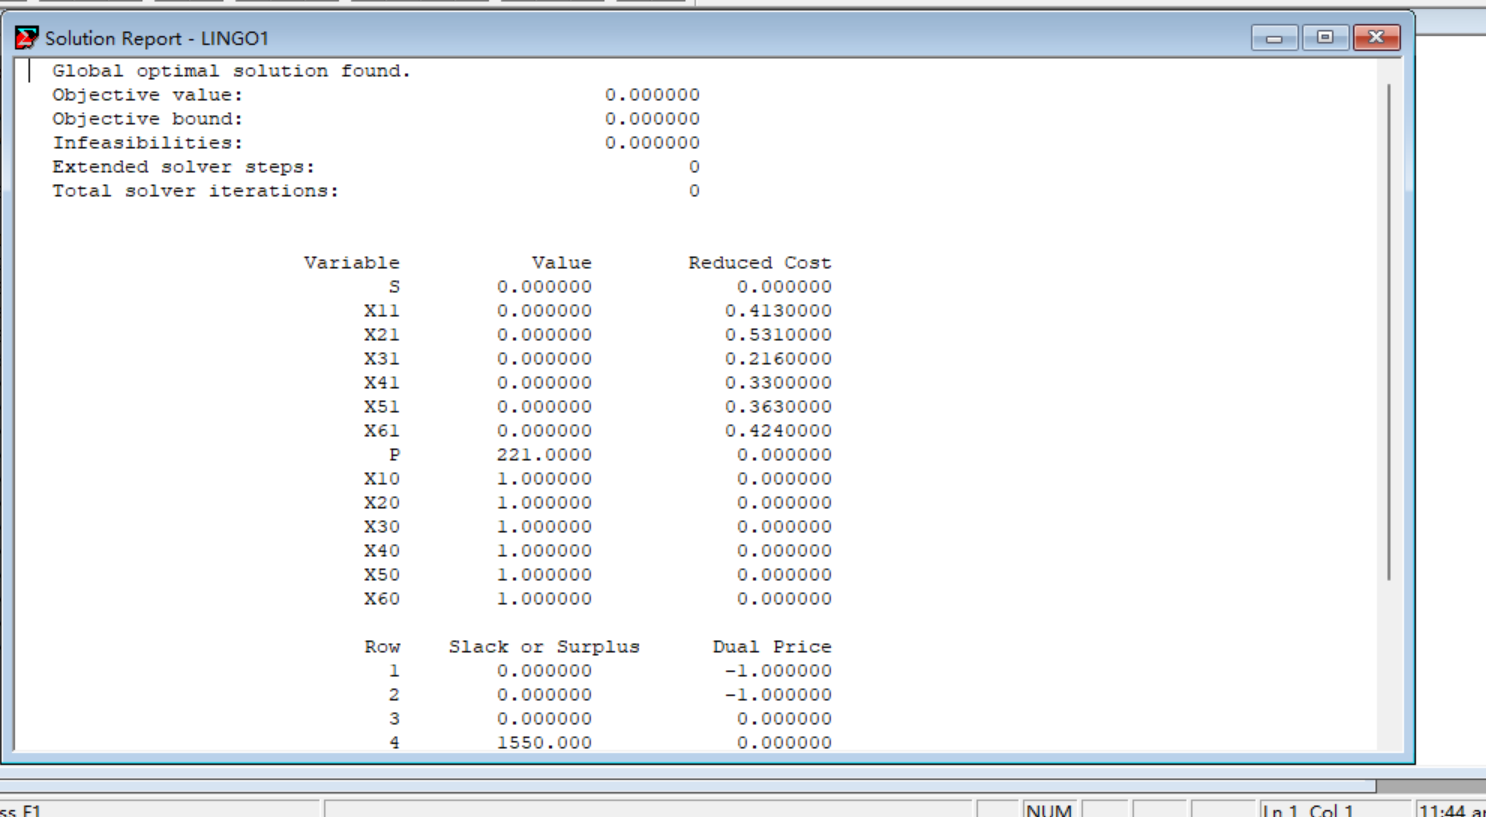 Solution Report - LINGO1
Global optimal solution found.
Objective value: 0.000000
Objective bound: 0.000000
Infeasibilities: 0.000000
Extended solver steps: 0
Total solver iterations: 0
Variable Value Reduced Cost
S 0.000000 0.000000
X11 0.000000 0.4130000
X21 0.000000 0.5310000
X31 0.000000 0.2160000
X41 0.000000 0.3300000
X51 0.000000 0.3630000
X61 0.000000 0.4240000
P 221.0000 0.000000
X10 1.000000 0.000000
X20 1.000000 0.000000
X30 1.000000 0.000000
X40 1.000000 0.000000
X50 1.000000 0.000000
X60 1.000000 0.000000
Row Slack or Surplus Dual Price
1 0.000000 -1.000000
2 0.000000 -1.000000
3 0.000000 0.000000
4 1550.000 0.000000
ss F1 NUM Ln 1, Col 1 11:44